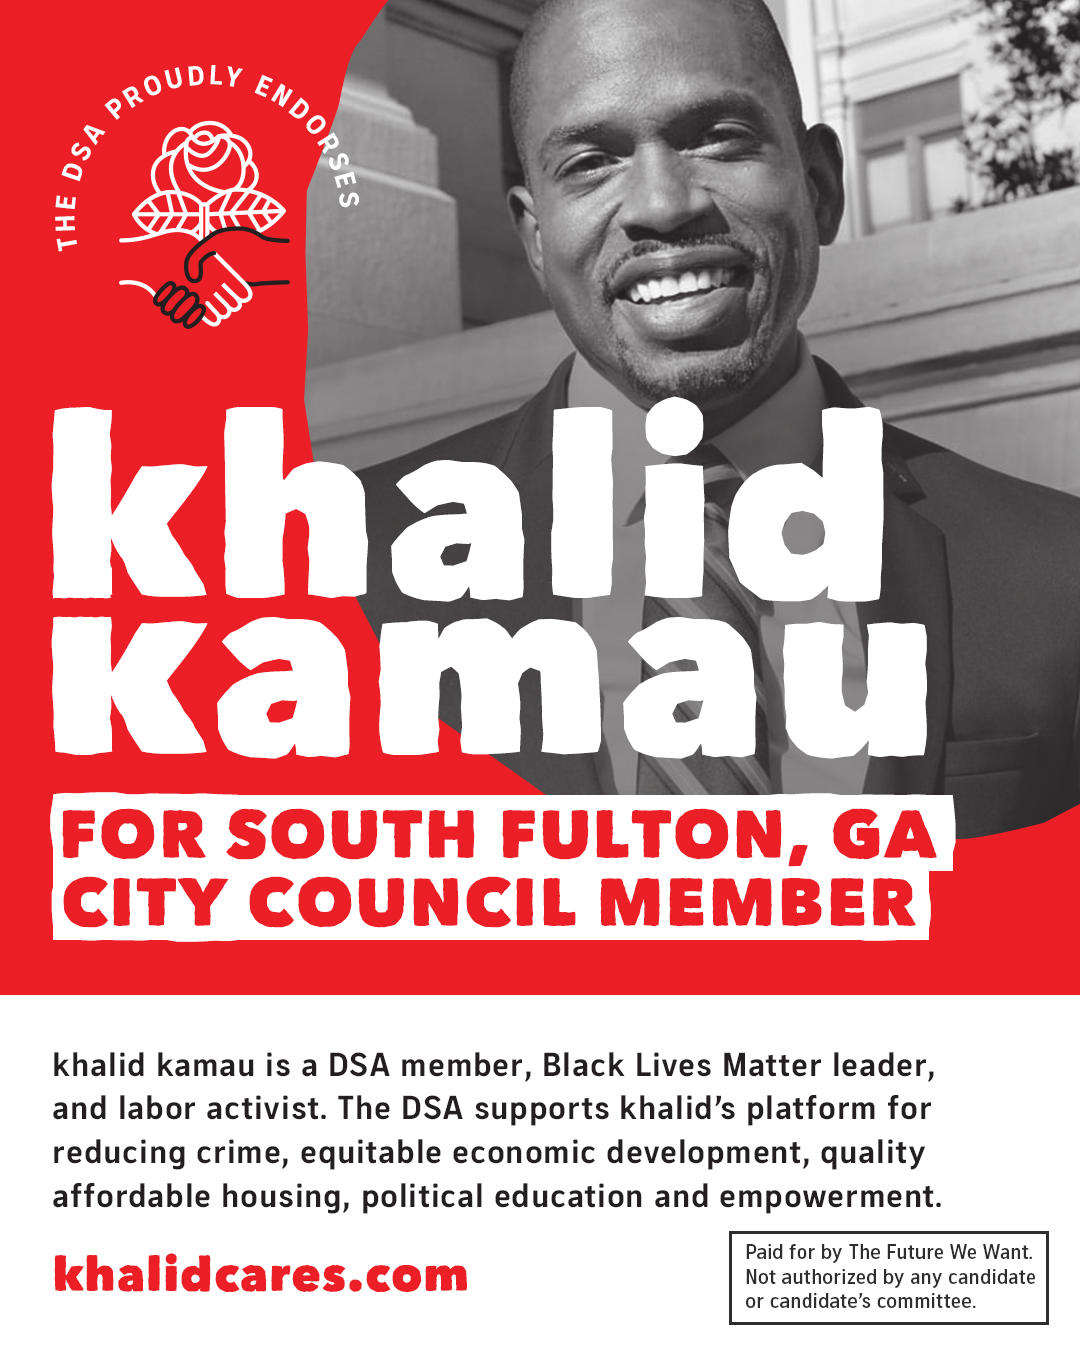 THE DSA PROUDLY ENDORSES
khalid
kamau
FOR SOUTH FULTON, GA
CITY COUNCIL MEMBER
khalid kamau is a DSA member, Black Lives Matter leader,
and labor activist. The DSA supports khalid’s platform for
reducing crime, equitable economic development, quality
affordable housing, political education and empowerment.
khalidcares.com
Paid for by The Future We Want.
Not authorized by any candidate
or candidate’s committee.